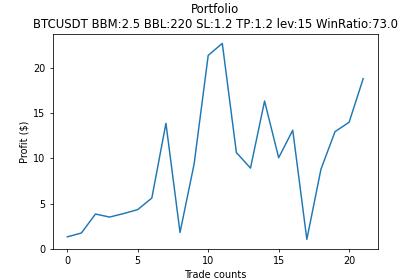 Portfolio
BTCUSDT BBM:2.5 BBL:220 SL:1.2 TP:1.2 lev:15 WinRatio:73.0
Profit ($)
20
15
10
5
0
0 5 10 15 20
Trade counts